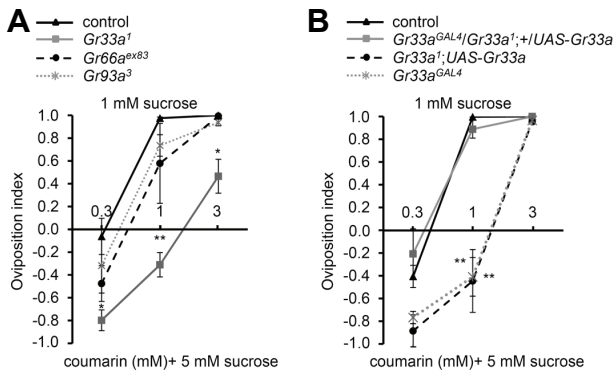 A
control
Gr33a¹
Gr66aᵉˣ⁸³
Gr93a³
1 mM sucrose
Oviposition index
1.0
0.8
0.6
0.4
0.2
0.0
-0.2
-0.4
-0.6
-0.8
-1.0
0.3 1 3
*
**
*
coumarin (mM)+ 5 mM sucrose
B
control
Gr33aᴳᴬᴸ⁴/Gr33a¹;+/UAS-Gr33a
Gr33a¹;UAS-Gr33a
Gr33aᴳᴬᴸ⁴
1 mM sucrose
Oviposition index
1.0
0.8
0.6
0.4
0.2
0.0
-0.2
-0.4
-0.6
-0.8
-1.0
0.3 1 3
**
**
coumarin (mM)+ 5 mM sucrose